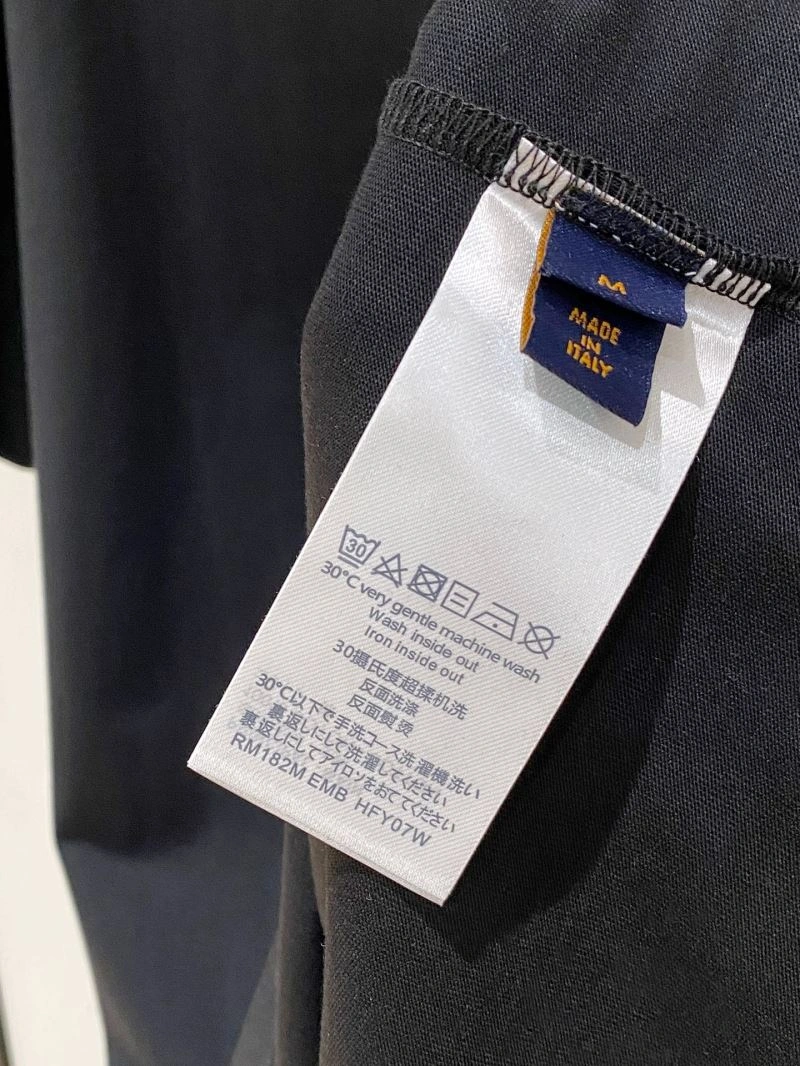 M
MADE
IN
ITALY
30
30°C very gentle machine wash
Wash inside out
Iron inside out
30摄氏度超揉机洗
反面洗涤
反面熨烫
30℃以下で手洗コース洗濯機洗い
裏返しにして洗濯してください
裏返しにしてアイロンをおててください
RM182M EMB HFY07W